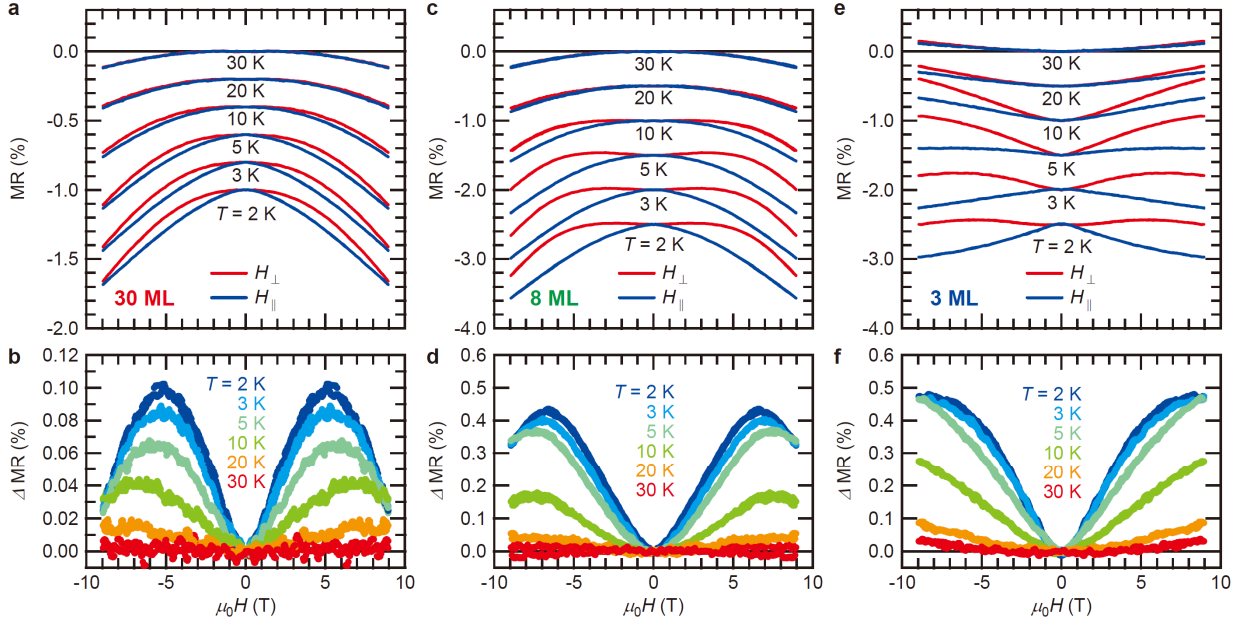 a
0.0
-0.5
-1.0
-1.5
-2.0
MR (%)
30 K
20 K
10 K
5 K
3 K
T = 2 K
H⊥
H∥
30 ML
c
0.0
-1.0
-2.0
-3.0
-4.0
MR (%)
30 K
20 K
10 K
5 K
3 K
T = 2 K
H⊥
H∥
8 ML
e
0.0
-1.0
-2.0
-3.0
-4.0
MR (%)
30 K
20 K
10 K
5 K
3 K
T = 2 K
H⊥
H∥
3 ML
b
0.12
0.10
0.08
0.06
0.04
0.02
0.00
Δ MR (%)
T = 2 K
3 K
5 K
10 K
20 K
30 K
-10 -5 0 5 10
μ0H (T)
d
0.6
0.5
0.4
0.3
0.2
0.1
0.0
Δ MR (%)
T = 2 K
3 K
5 K
10 K
20 K
30 K
-10 -5 0 5 10
μ0H (T)
f
0.6
0.5
0.4
0.3
0.2
0.1
0.0
Δ MR (%)
T = 2 K
3 K
5 K
10 K
20 K
30 K
-10 -5 0 5 10
μ0H (T)